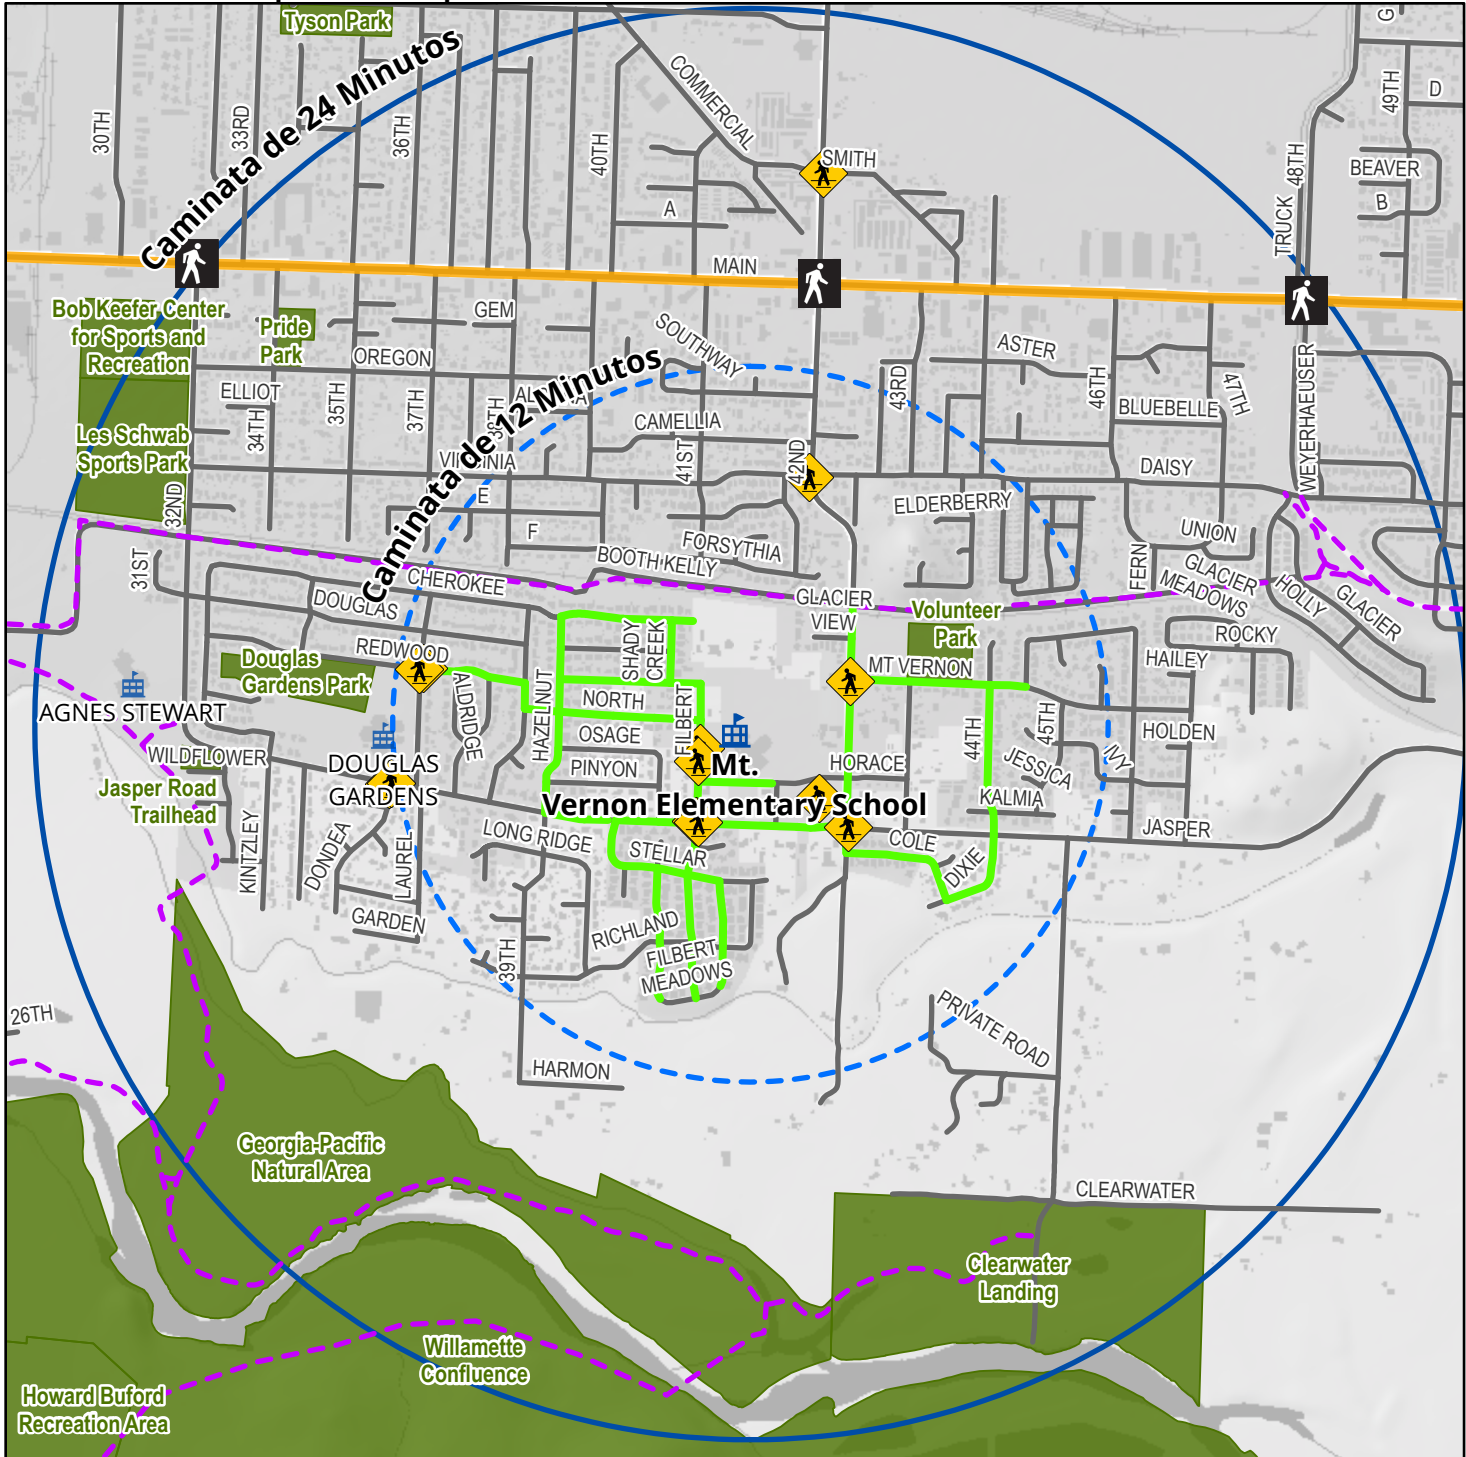 Tyson Park
Caminata de 24 Minutos
30TH
33RD
36TH
40TH
COMMERCIAL
SMITH
A
TRUCK
48TH
49TH
G
D
BEAVER
B
MAIN
Bob Keefer Center
for Sports and
Recreation
Pride
Park
GEM
OREGON
ELLIOT
34TH
35TH
37TH
SOUTHWAY
Caminata de 12 Minutos
CAMELLIA
41ST
42ND
43RD
ASTER
46TH
47TH
BLUEBELLE
WEYERHAEUSER
DAISY
Les Schwab
Sports Park
32ND
E
F
ELDERBERRY
FORSYTHIA
BOOTH KELLY
UNION
FERN
GLACIER
MEADOWS
HOLLY
GLACIER
31ST
CHEROKEE
DOUGLAS
REDWOOD
GLACIER
VIEW
Volunteer
Park
ROCKY
HAILEY
MT VERNON
SHADY
CREEK
Douglas
Gardens Park
AGNES STEWART
ALDRIDGE
HAZELNUT
NORTH
FILBERT
OSAGE
PINYON
44TH
45TH
HOLDEN
IVY
JESSICA
HORACE
KALMIA
JASPER
WILDFLOWER
Jasper Road
Trailhead
DOUGLAS
GARDENS
Mt.
Vernon Elementary School
KINTZLEY
DONDEA
LAUREL
GARDEN
LONG RIDGE
STELLAR
COLE
DIXIE
RICHLAND
FILBERT
MEADOWS
39TH
26TH
PRIVATE ROAD
HARMON
Georgia-Pacific
Natural Area
CLEARWATER
Clearwater
Landing
Willamette
Confluence
Howard Buford
Recreation Area